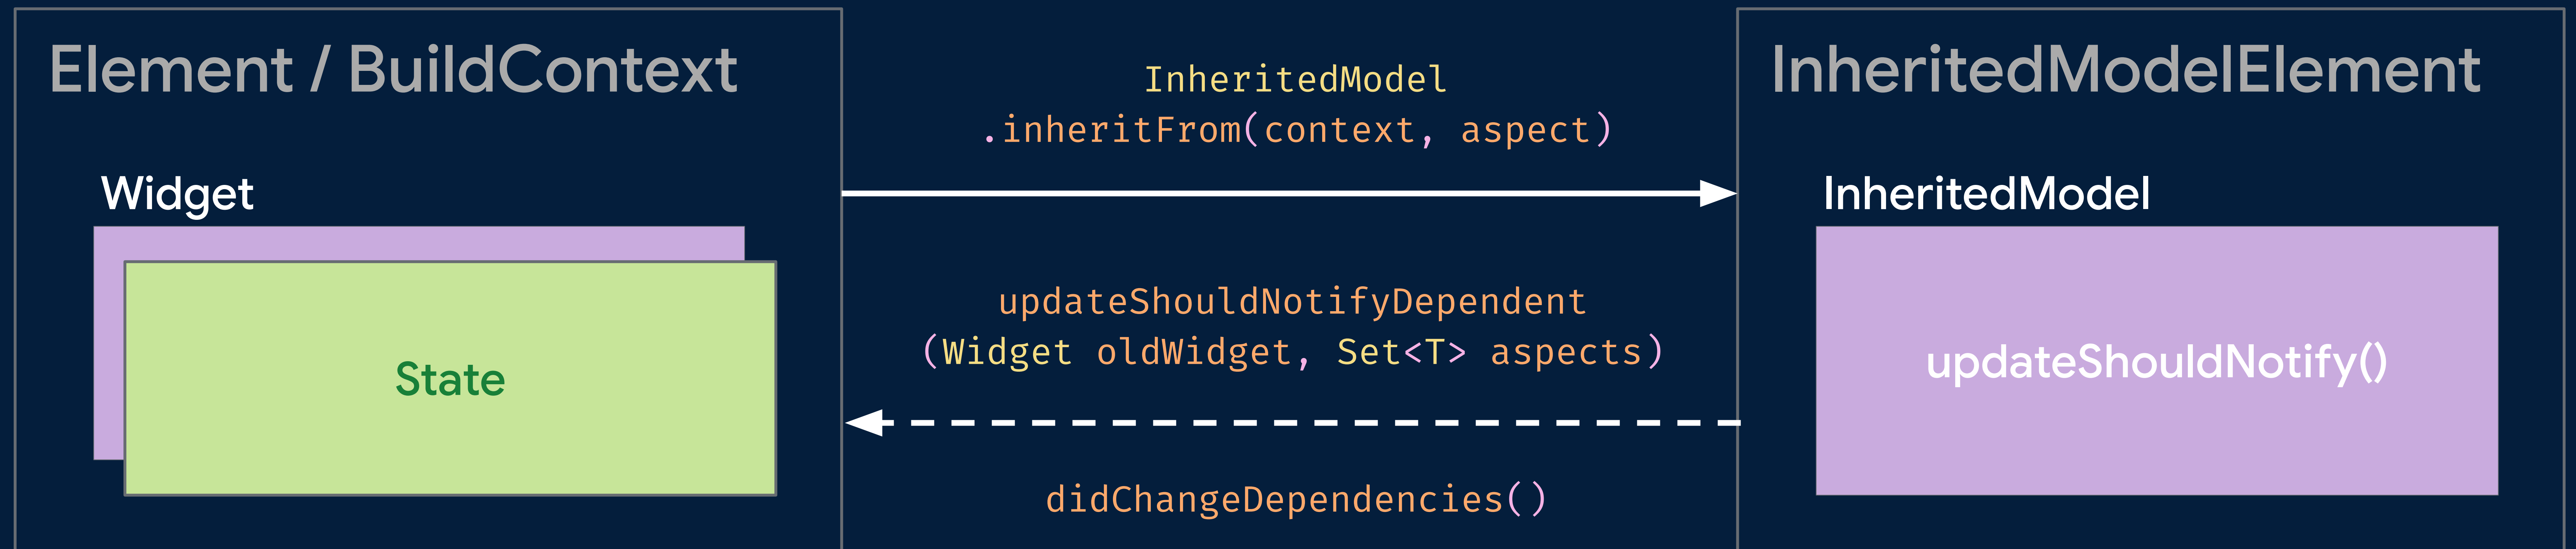 Element / BuildContext
Widget
State
InheritedModel
.inheritFrom(context, aspect)
updateShouldNotifyDependent
(Widget oldWidget, Set<T> aspects)
didChangeDependencies()
InheritedModelElement
InheritedModel
updateShouldNotify()